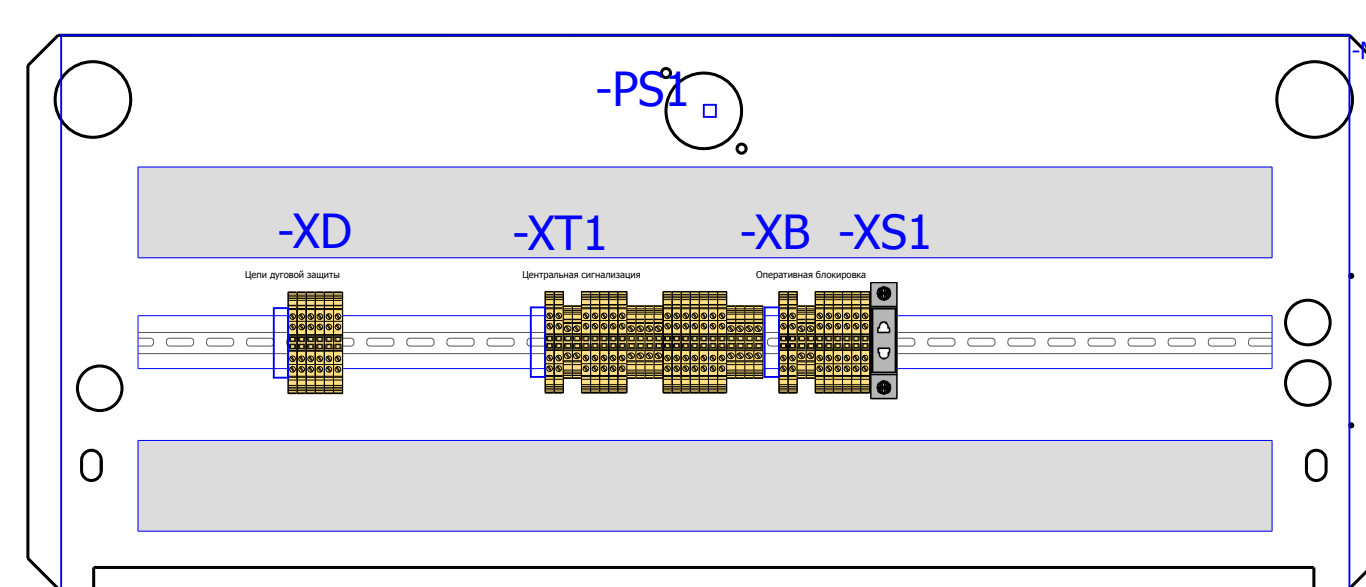 -PS1
-XD
-XT1
-XB
-XS1
Цепи дуговой защиты
Центральная сигнализация
Оперативная блокировка